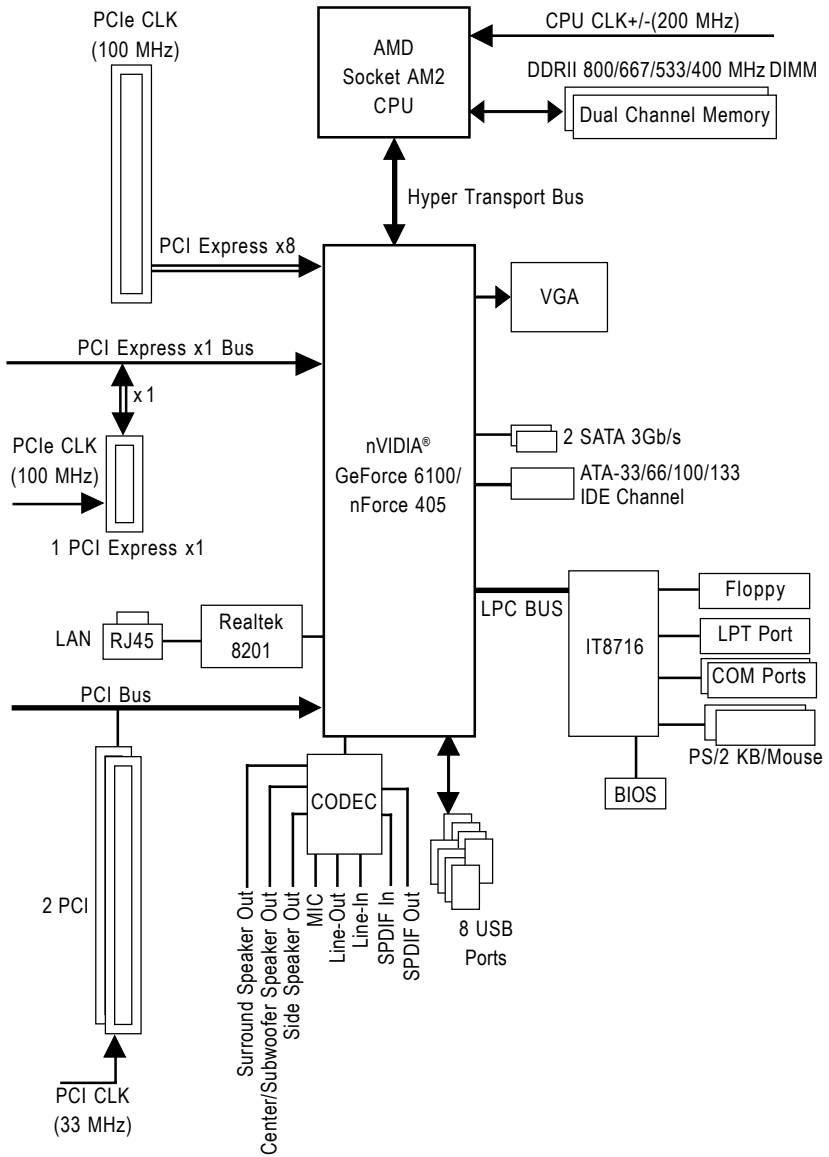 PCIe CLK
(100 MHz)
AMD
Socket AM2
CPU
CPU CLK+/-(200 MHz)
DDRII 800/667/533/400 MHz DIMM
Dual Channel Memory
Hyper Transport Bus
PCI Express x8
VGA
PCI Express x1 Bus
x1
PCIe CLK
(100 MHz)
1 PCI Express x1
nVIDIA®
GeForce 6100/
nForce 405
2 SATA 3Gb/s
ATA-33/66/100/133
IDE Channel
LPC BUS
IT8716
Floppy
LPT Port
COM Ports
PS/2 KB/Mouse
BIOS
LAN
RJ45
Realtek
8201
PCI Bus
CODEC
Surround Speaker Out
Center/Subwoofer Speaker Out
Side Speaker Out
MIC
Line-Out
Line-In
SPDIF In
SPDIF Out
8 USB
Ports
2 PCI
PCI CLK
(33 MHz)